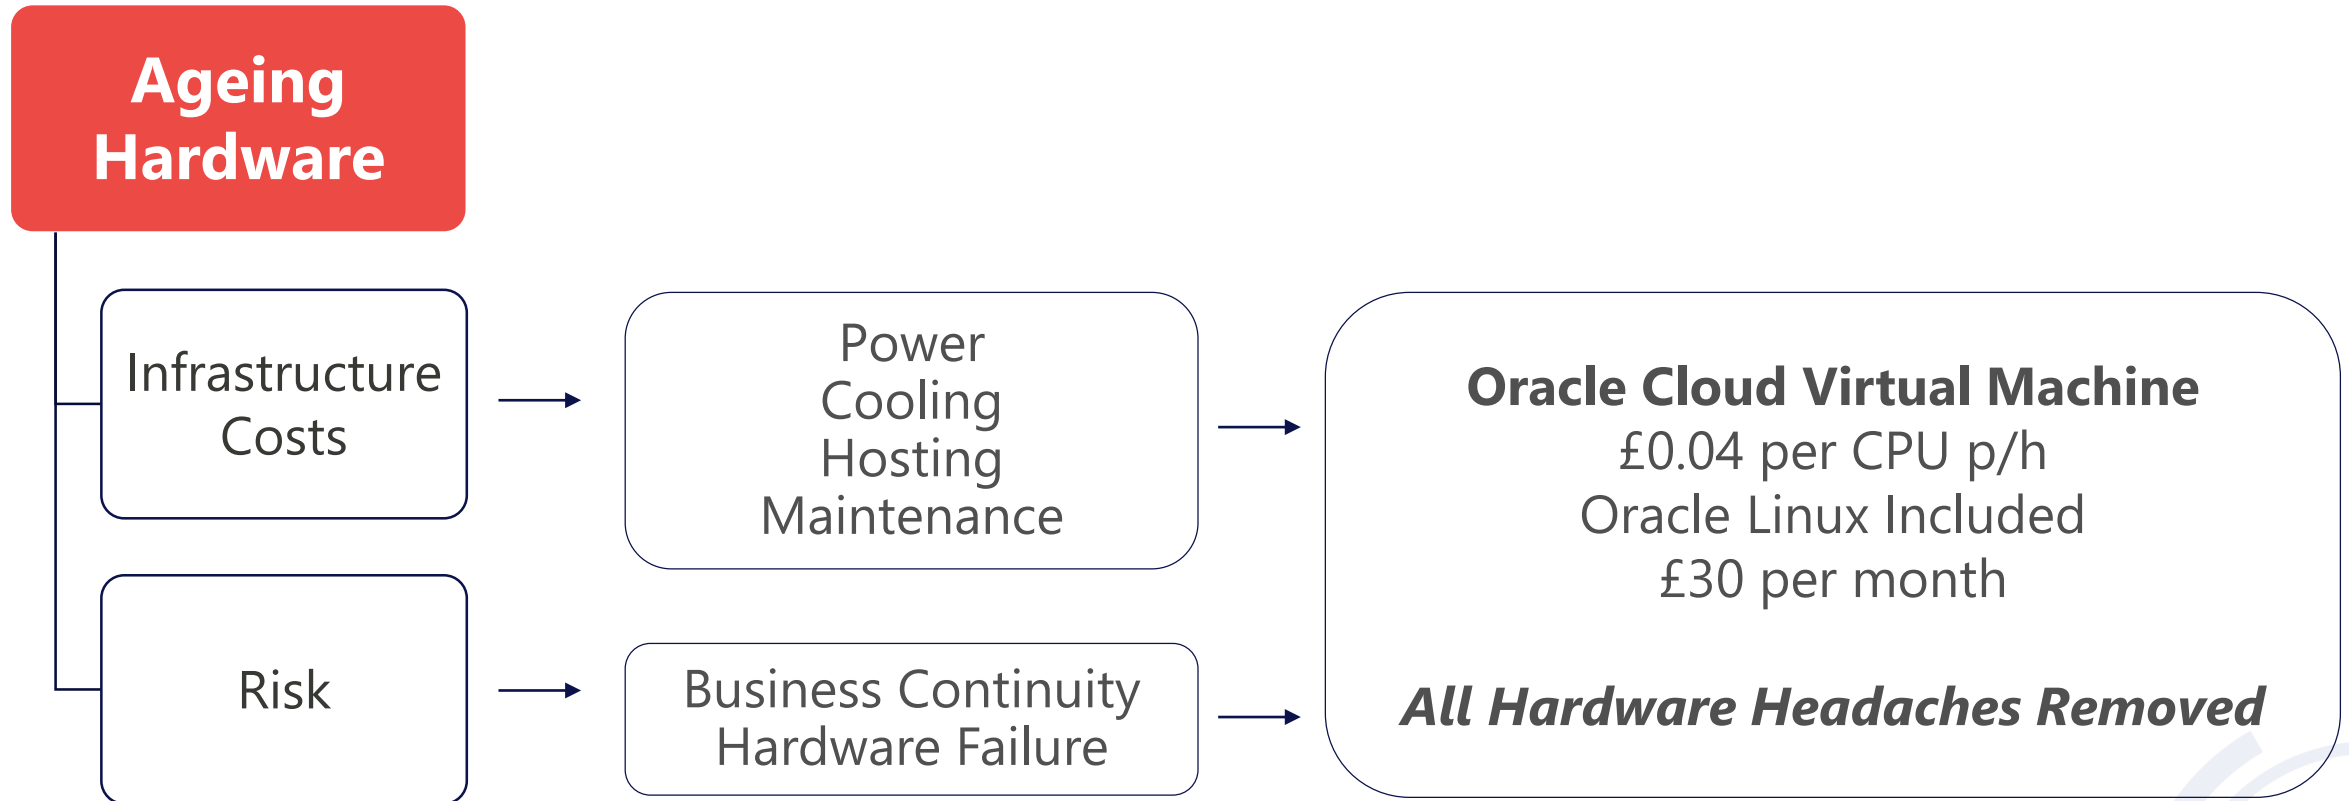 Ageing
Hardware
Infrastructure
Costs
Power
Cooling
Hosting
Maintenance
Oracle Cloud Virtual Machine
£0.04 per CPU p/h
Oracle Linux Included
£30 per month
All Hardware Headaches Removed
Risk
Business Continuity
Hardware Failure